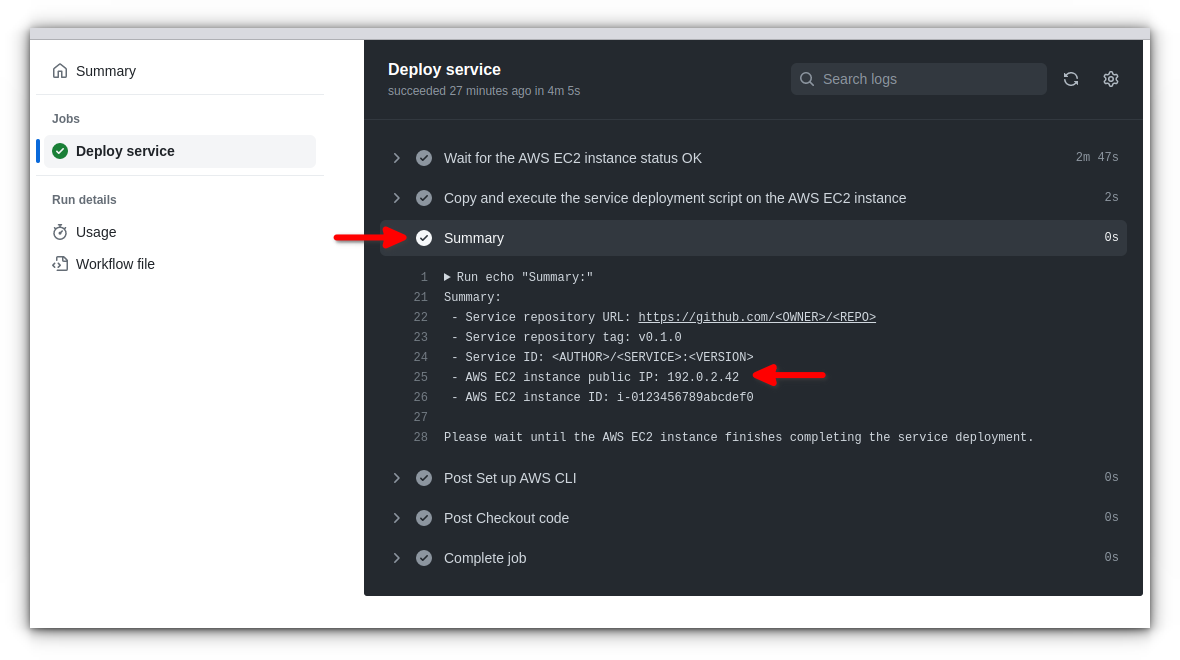 Summary
Jobs
Deploy service
Run details
Usage
Workflow file
Deploy service
succeeded 27 minutes ago in 4m 5s
Search logs
Wait for the AWS EC2 instance status OK 2m 47s
Copy and execute the service deployment script on the AWS EC2 instance 2s
Summary 0s
1 Run echo "Summary:"
21 Summary:
22 - Service repository URL: https://github.com/<OWNER>/<REPO>
23 - Service repository tag: v0.1.0
24 - Service ID: <AUTHOR>/<SERVICE>:<VERSION>
25 - AWS EC2 instance public IP: 192.0.2.42
26 - AWS EC2 instance ID: i-0123456789abcdef0
27
28 Please wait until the AWS EC2 instance finishes completing the service deployment.
Post Set up AWS CLI 0s
Post Checkout code 0s
Complete job 0s